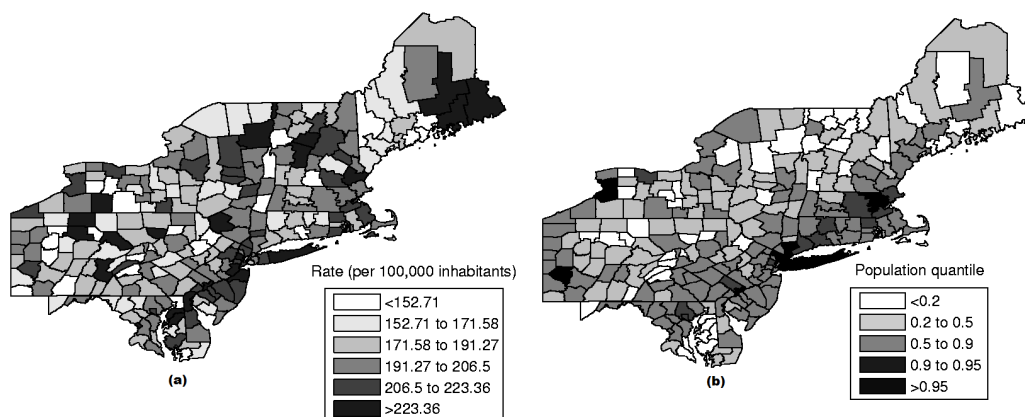 Rate (per 100,000 inhabitants)
<152.71
152.71 to 171.58
171.58 to 191.27
191.27 to 206.5
206.5 to 223.36
>223.36
(a)
Population quantile
<0.2
0.2 to 0.5
0.5 to 0.9
0.9 to 0.95
>0.95
(b)